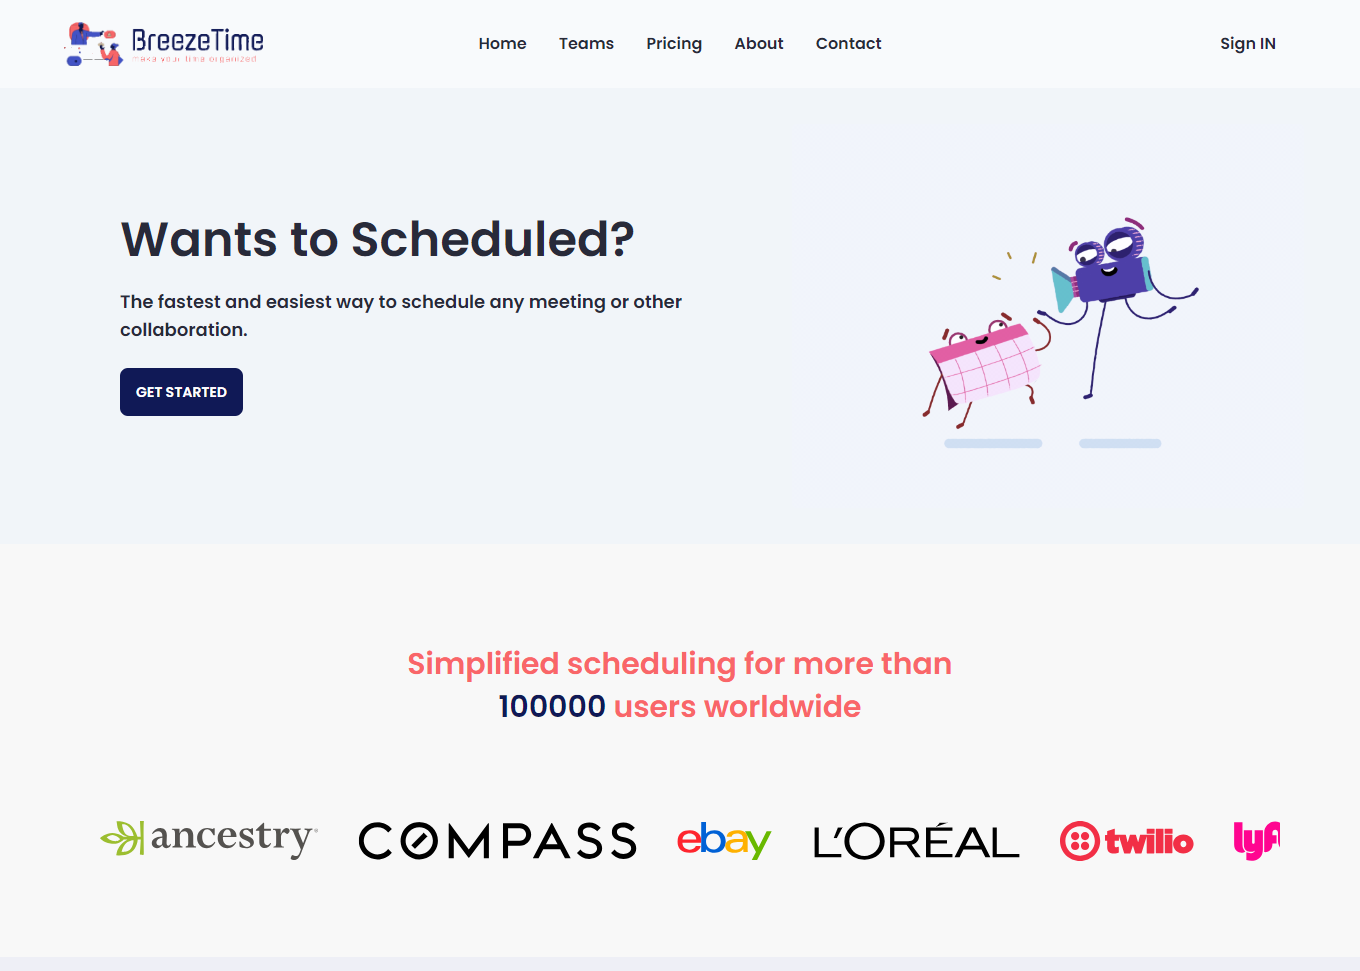 BreezeTime
make your time organized
Home Teams Pricing About Contact Sign IN
Wants to Scheduled?
The fastest and easiest way to schedule any meeting or other
collaboration.
GET STARTED
Simplified scheduling for more than
100000 users worldwide
ancestry COMPASS ebay L'ORÉAL twilio lyf